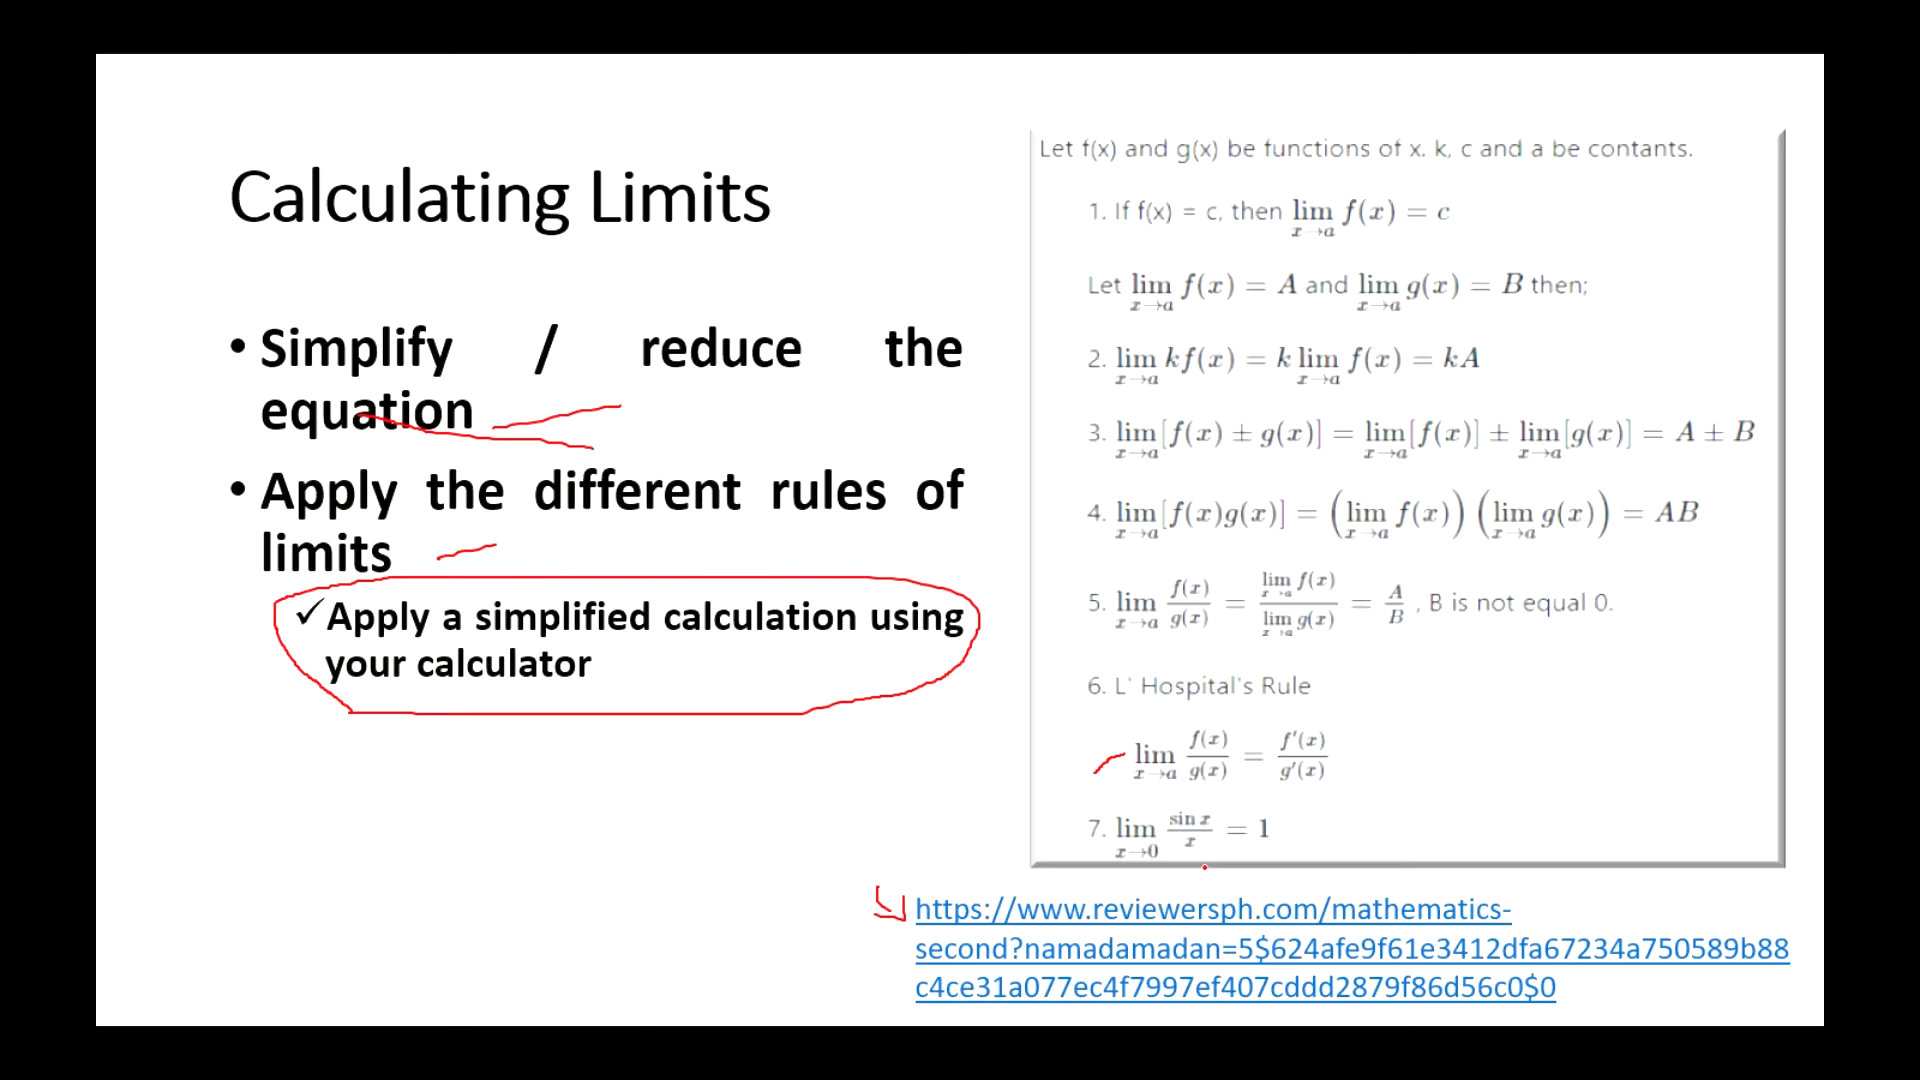 Calculating Limits
• Simplify / reduce the
equation
• Apply the different rules of
limits
✓Apply a simplified calculation using
your calculator
Let f(x) and g(x) be functions of x. k, c and a be contants.
1. If f(x) = c, then lim x→a f(x) = c
Let lim x→a f(x) = A and lim x→a g(x) = B then;
2. lim x→a kf(x) = k lim x→a f(x) = kA
3. lim x→a [f(x) ± g(x)] = lim x→a [f(x)] ± lim x→a [g(x)] = A ± B
4. lim x→a [f(x)g(x)] = (lim x→a f(x)) (lim x→a g(x)) = AB
5. lim x→a f(x)/g(x) = lim x→a f(x) / lim x→a g(x) = A/B , B is not equal 0.
6. L' Hospital's Rule
lim x→a f(x)/g(x) = f'(x)/g'(x)
7. lim x→0 sin x/x = 1
https://www.reviewersph.com/mathematics-
second?namadamadan=5$624afe9f61e3412dfa67234a750589b88
c4ce31a077ec4f7997ef407cddd2879f86d56c0$0